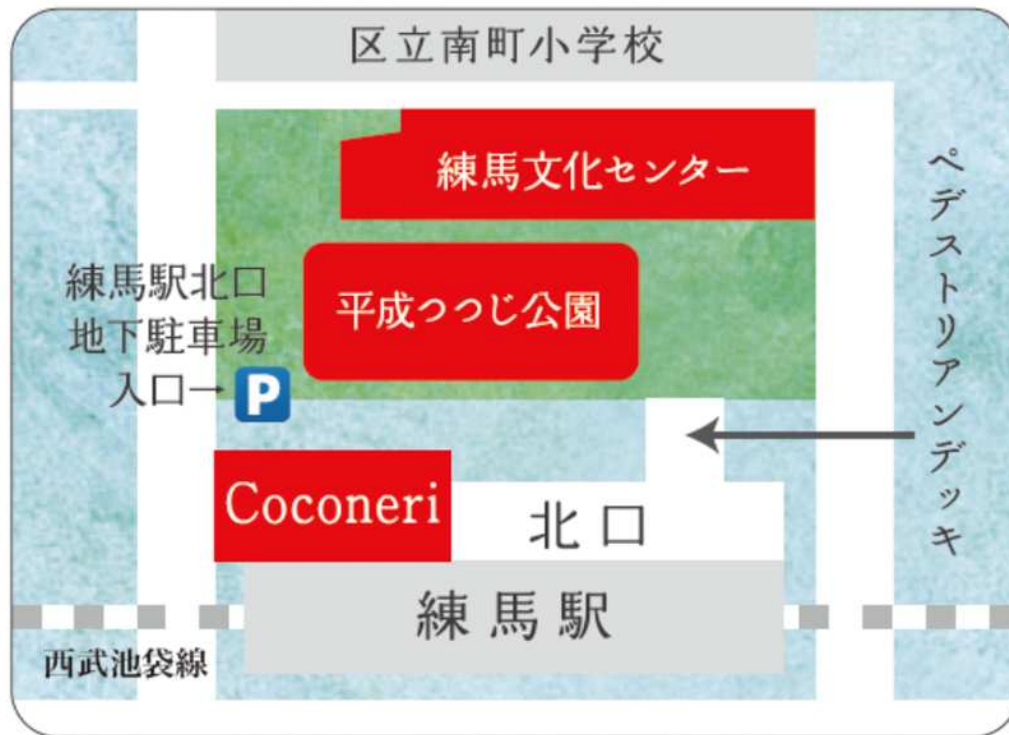 区立南町小学校
練馬文化センター
ペデストリアンデッキ
平成つつじ公園
練馬駅北口
地下駐車場
入口→
P
Coconeri
北口
練馬駅
西武池袋線